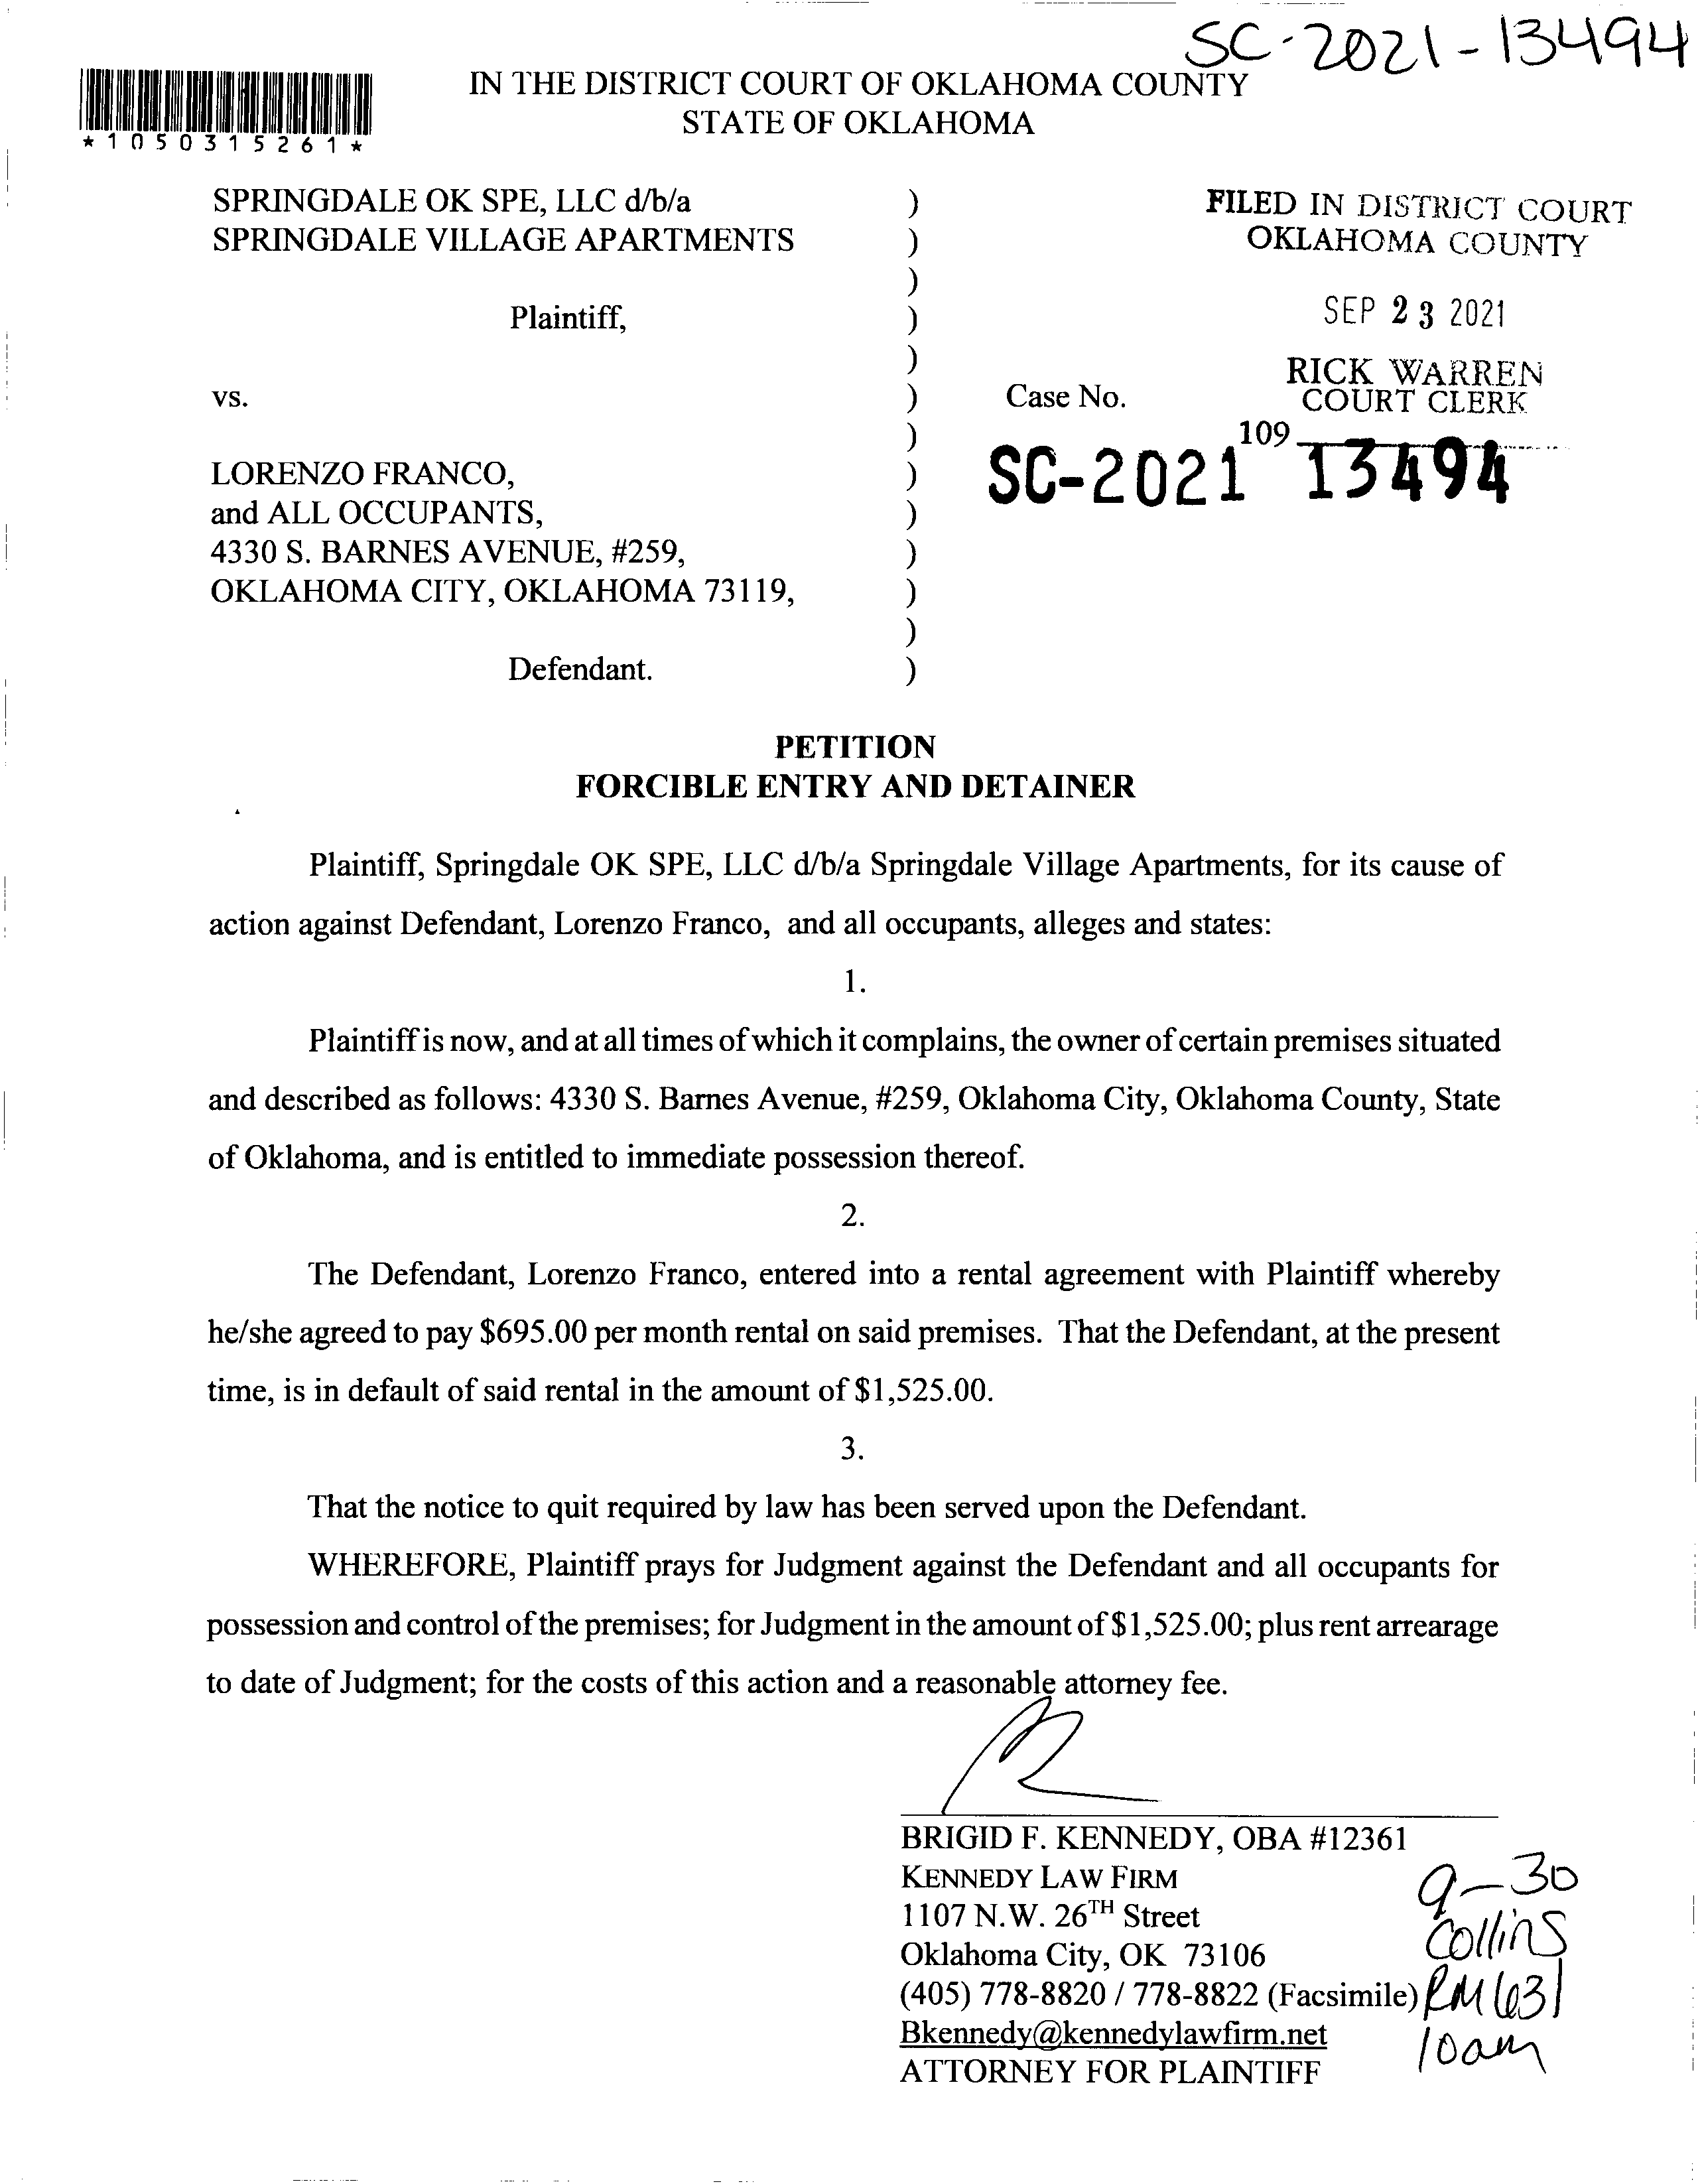 SC-2021-13494
IN THE DISTRICT COURT OF OKLAHOMA COUNTY
STATE OF OKLAHOMA
*1050315261*
SPRINGDALE OK SPE, LLC d/b/a )
SPRINGDALE VILLAGE APARTMENTS )
)
Plaintiff, )
)
vs. ) Case No.
)
LORENZO FRANCO, )
and ALL OCCUPANTS, )
4330 S. BARNES AVENUE, #259, )
OKLAHOMA CITY, OKLAHOMA 73119, )
)
Defendant. )
FILED IN DISTRICT COURT
OKLAHOMA COUNTY
SEP 23 2021
RICK WARREN
COURT CLERK
109
SC-2021 13494
PETITION
FORCIBLE ENTRY AND DETAINER
Plaintiff, Springdale OK SPE, LLC d/b/a Springdale Village Apartments, for its cause of
action against Defendant, Lorenzo Franco, and all occupants, alleges and states:
1.
Plaintiff is now, and at all times of which it complains, the owner of certain premises situated
and described as follows: 4330 S. Barnes Avenue, #259, Oklahoma City, Oklahoma County, State
of Oklahoma, and is entitled to immediate possession thereof.
2.
The Defendant, Lorenzo Franco, entered into a rental agreement with Plaintiff whereby
he/she agreed to pay $695.00 per month rental on said premises. That the Defendant, at the present
time, is in default of said rental in the amount of $1,525.00.
3.
That the notice to quit required by law has been served upon the Defendant.
WHEREFORE, Plaintiff prays for Judgment against the Defendant and all occupants for
possession and control of the premises; for Judgment in the amount of $1,525.00; plus rent arrearage
to date of Judgment; for the costs of this action and a reasonable attorney fee.
BRIGID F. KENNEDY, OBA #12361
KENNEDY LAW FIRM
1107 N.W. 26TH Street
Oklahoma City, OK 73106
(405) 778-8820 / 778-8822 (Facsimile)
Bkennedy@kennedylawfirm.net
ATTORNEY FOR PLAINTIFF
9-30
Collins
RM 631
10am